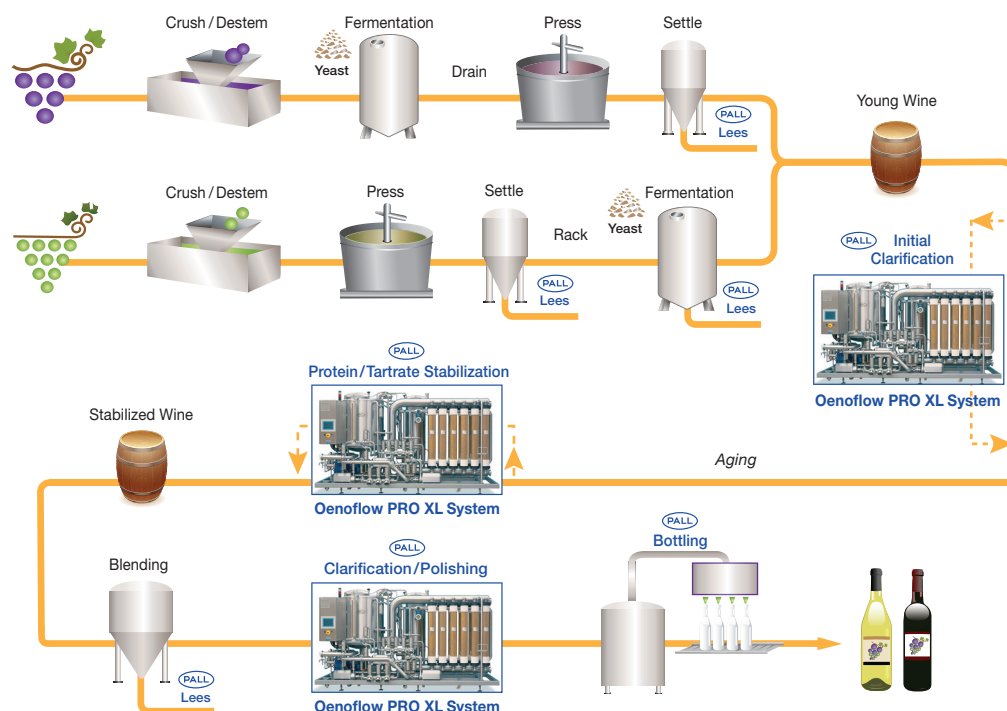 Crush / Destem
Fermentation
Yeast
Drain
Press
Settle
PALL
Lees
Young Wine
Crush / Destem
Press
Settle
Rack
PALL
Lees
Fermentation
Yeast
PALL
Lees
PALL
Initial
Clarification
Oenoflow PRO XL System
PALL
Protein / Tartrate Stabilization
Oenoflow PRO XL System
Stabilized Wine
Aging
Blending
PALL
Lees
PALL
Clarification / Polishing
Oenoflow PRO XL System
PALL
Bottling